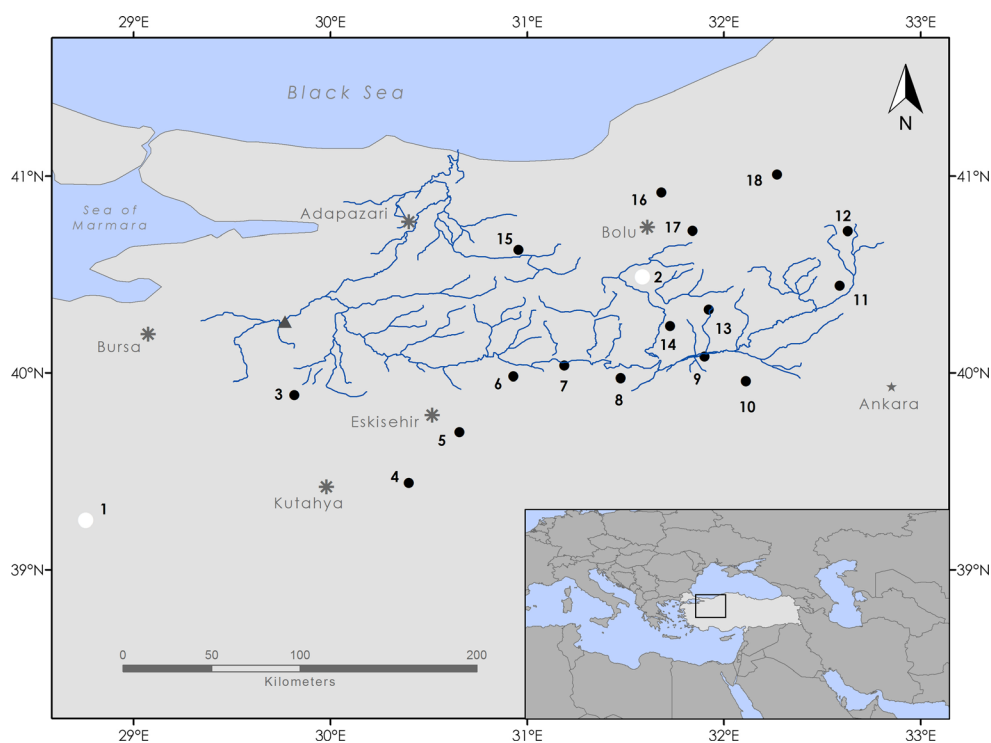 29°E 30°E 31°E 32°E 33°E
Black Sea
N
41°N 41°N
18
16
12
Sea of
Marmara
Adapazari
Bolu 17
15
2
11
13
14
Bursa
40°N 40°N
3 6 7 8 9 10
Ankara
Eskisehir
5
4
Kutahya
1
39°N 39°N
0 50 100 200
Kilometers
29°E 30°E 31°E 32°E 33°E